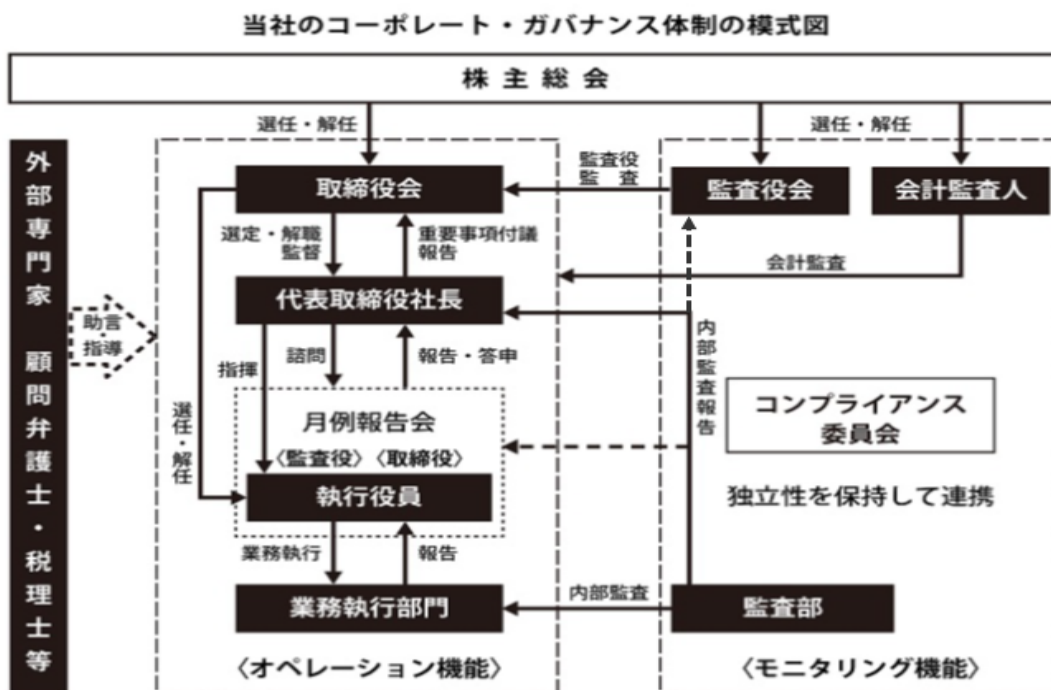 当社のコーポレート・ガバナンス体制の模式図
株主総会
選任・解任
選任・解任
外部専門家 顧問弁護士・税理士等
助言・指導
取締役会
監査役
監査
監査役会
会計監査人
選定・解職
監督
重要事項付議
報告
会計監査
代表取締役社長
指揮
諮問
報告・答申
選任・解任
内部監査報告
月例報告会
〈監査役〉〈取締役〉
執行役員
コンプライアンス
委員会
独立性を保持して連携
業務執行
報告
業務執行部門
内部監査
監査部
〈オペレーション機能〉
〈モニタリング機能〉